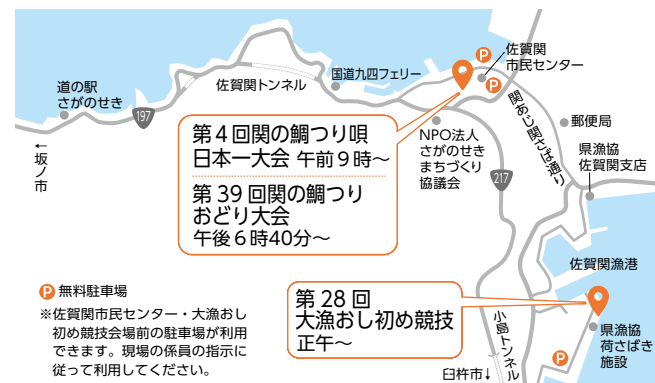 道の駅
さがのせき
197
←坂ノ市
佐賀関トンネル
国道九四フェリー
P
佐賀関
市民センター
P
関あじ関さば通り
郵便局
県漁協
佐賀関支店
NPO法人
さがのせき
まちづくり
協議会
217
第4回関の鯛つり唄
日本一大会 午前9時~
第39回関の鯛つり
おどり大会
午後6時40分~
佐賀関漁港
第28回
大漁おし初め競技
正午~
小島トンネル
臼杵市↓
P
県漁協
荷さばき
施設
P 無料駐車場
※佐賀関市民センター・大漁おし
初め競技会場前の駐車場が利用
できます。現場の係員の指示に
従って利用してください。